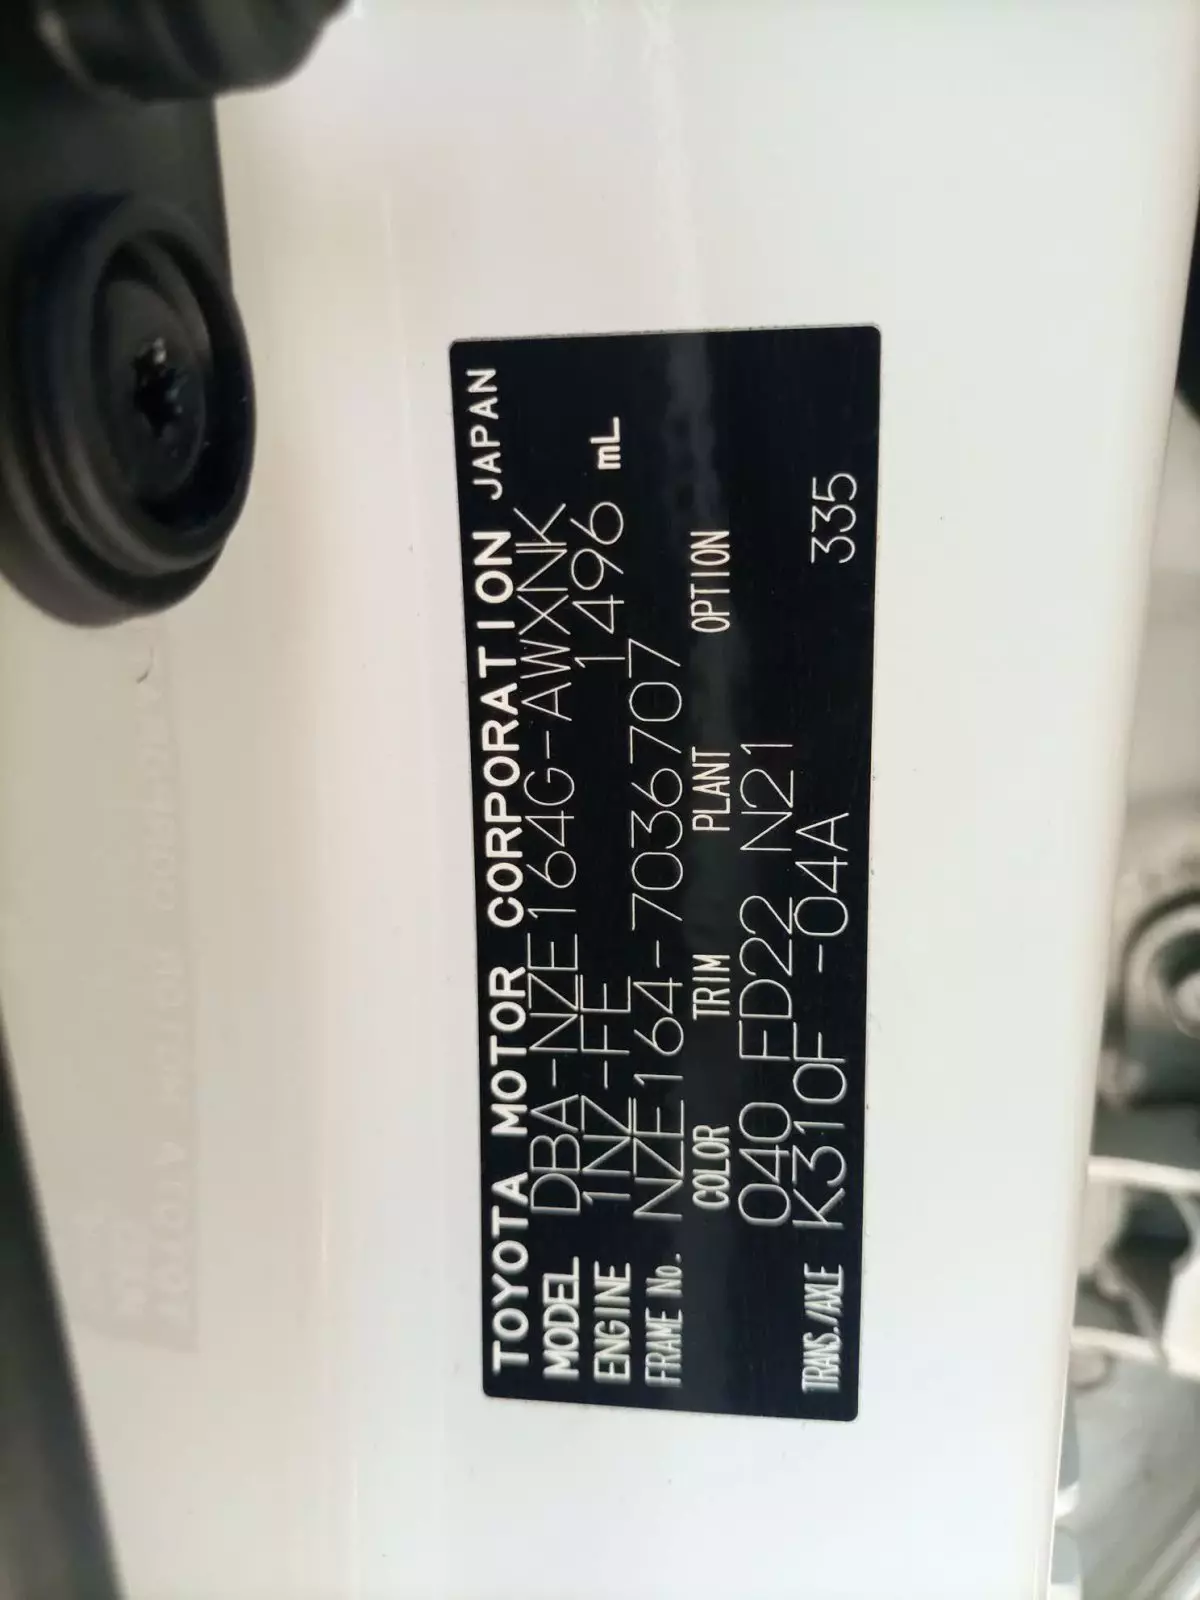 TOYOTA MOTOR CORPORATION JAPAN
MODEL DBA-NZE164G-AWXNK
ENGINE 1NZ-FE 1496 mL
FRAME No. NZE164-7036707
COLOR TRIM PLANT OPTION
040 FD22 N21
TRANS./AXLE K310F -04A 335